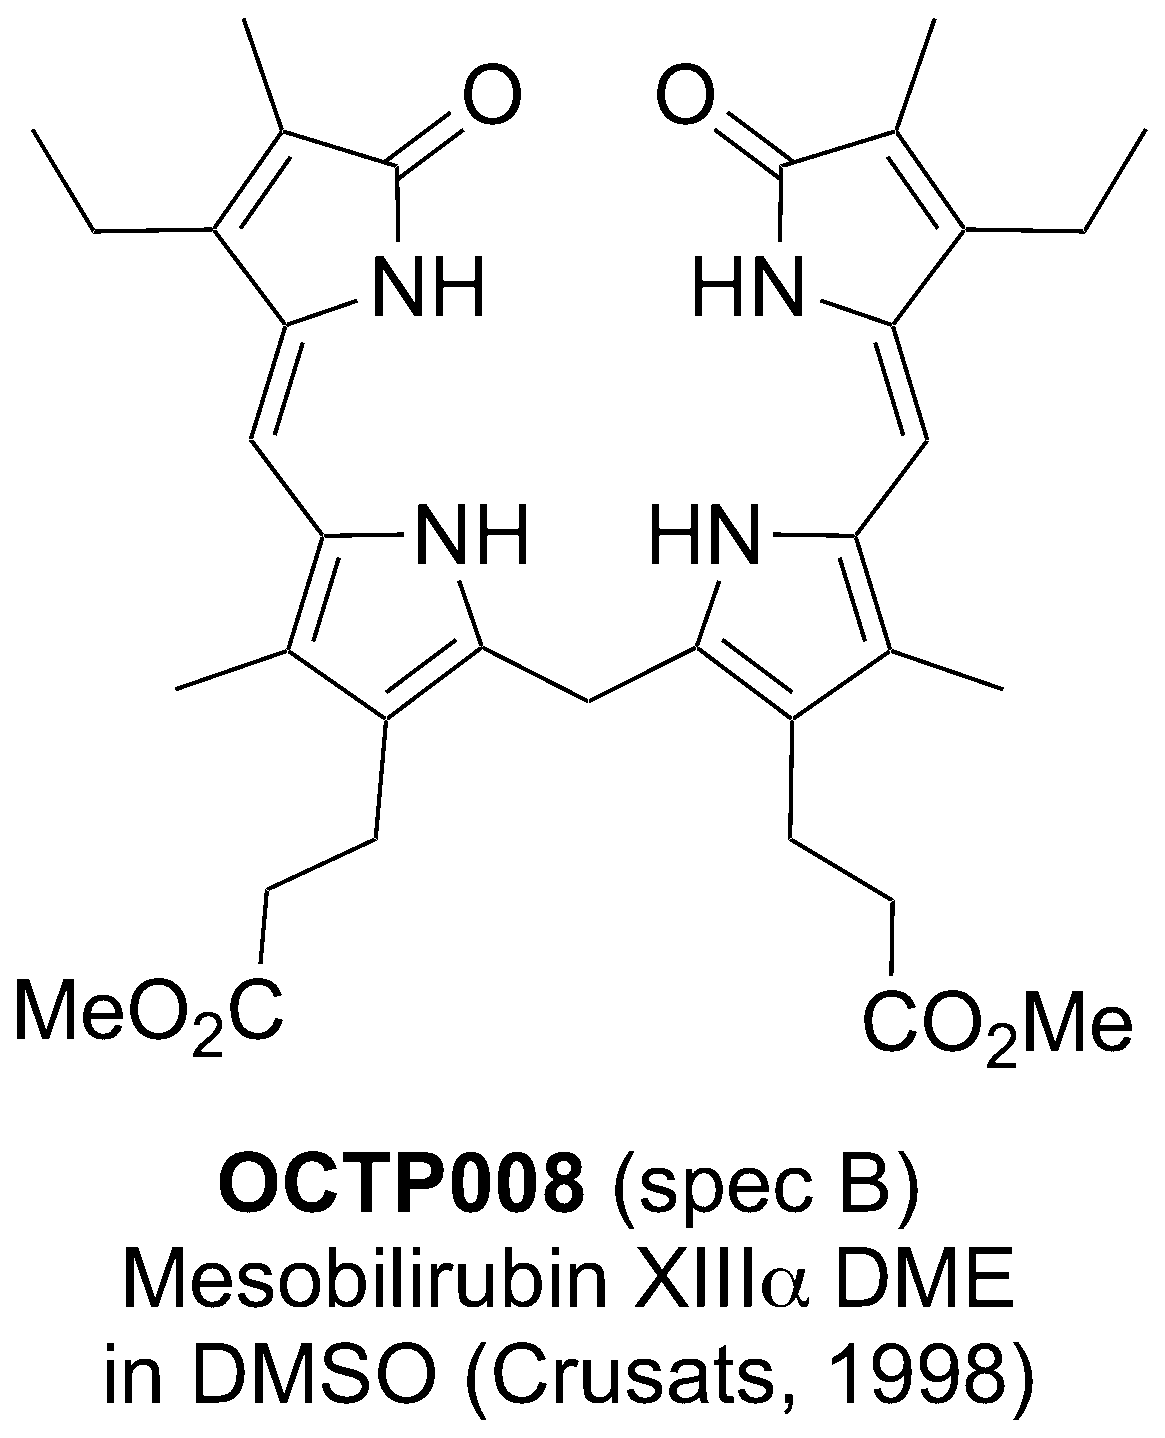 O O
NH HN
NH HN
MeO₂C CO₂Me
OCTP008 (spec B)
Mesobilirubin XIIIα DME
in DMSO (Crusats, 1998)